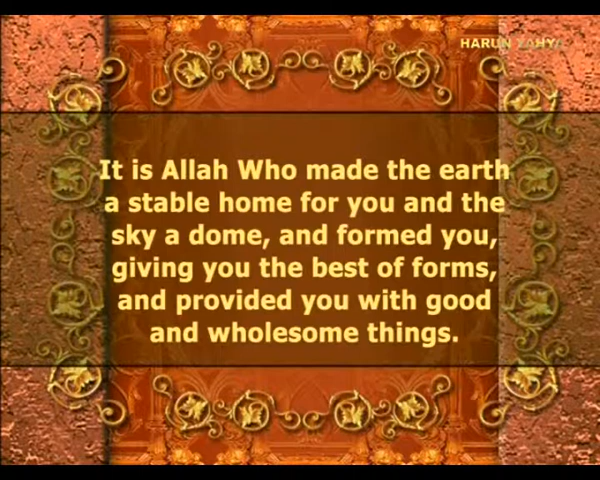 HARUN YAHYA
It is Allah Who made the earth
a stable home for you and the
sky a dome, and formed you,
giving you the best of forms,
and provided you with good
and wholesome things.